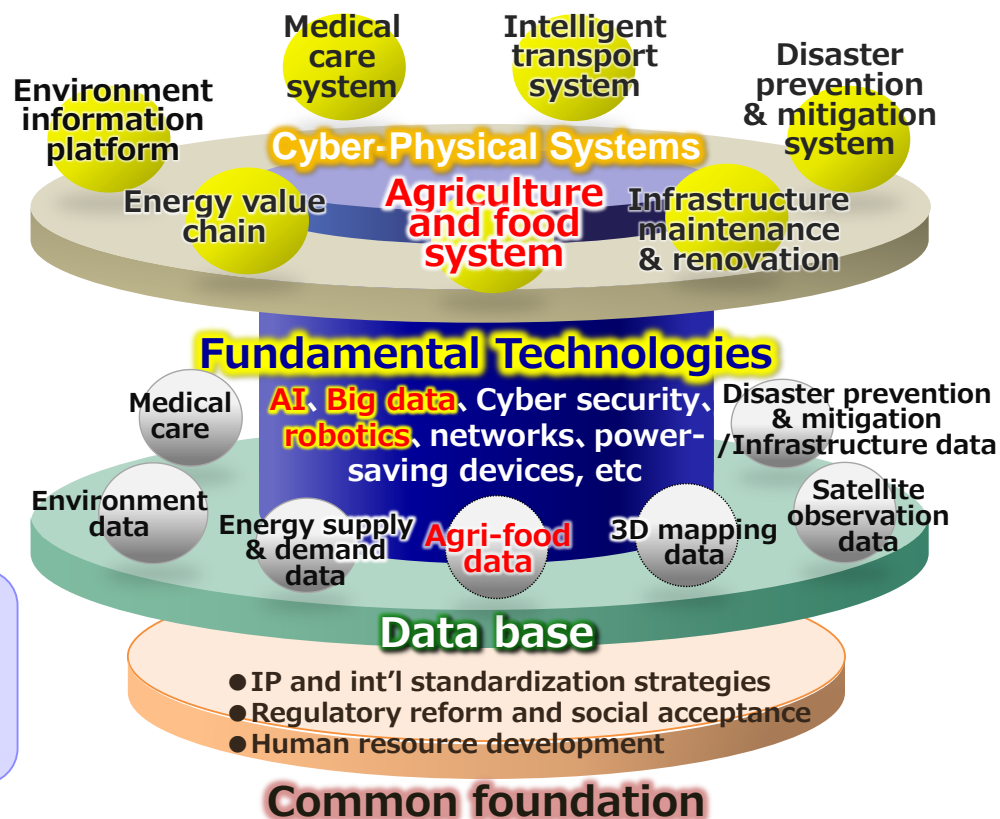 Medical
care
system
Intelligent
transport
system
Disaster
prevention
& mitigation
system
Environment
information
platform
Cyber-Physical Systems
Energy value
chain
Agriculture
and food
system
Infrastructure
maintenance
& renovation
Fundamental Technologies
AI、Big data、Cyber security、
robotics、networks、power-
saving devices, etc
Medical
care
Disaster prevention
& mitigation
/Infrastructure data
Environment
data
Energy supply
& demand
data
Agri-food
data
3D mapping
data
Satellite
observation
data
Data base
●IP and int'l standardization strategies
●Regulatory reform and social acceptance
●Human resource development
Common foundation